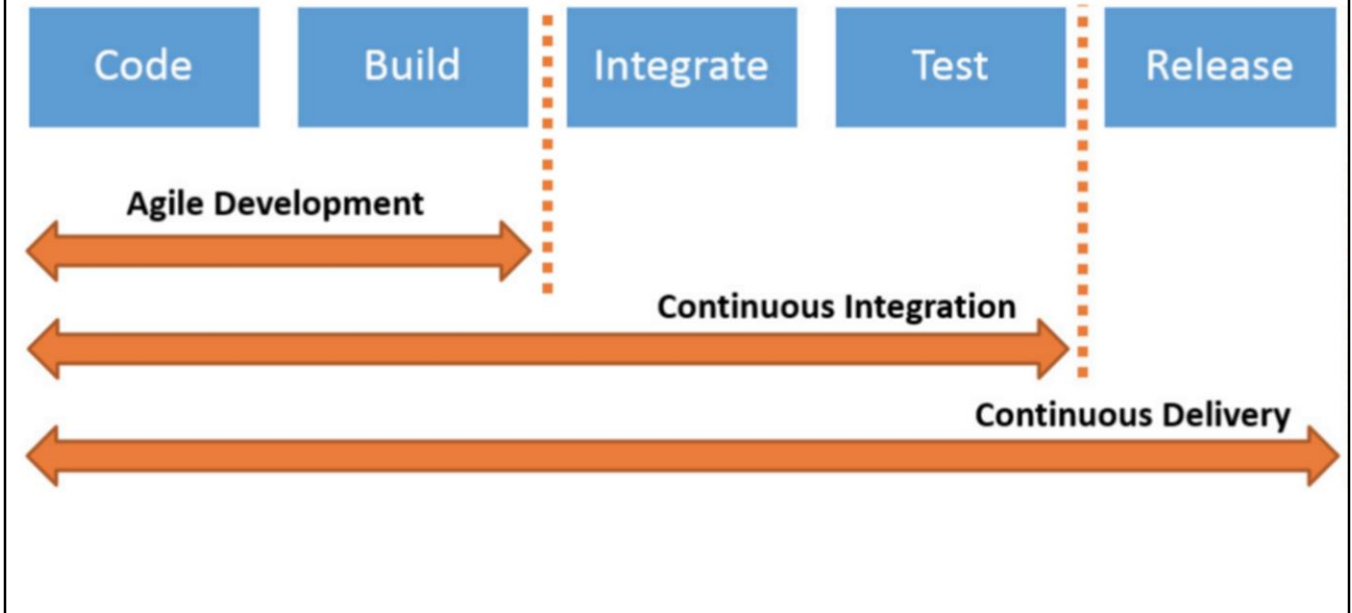 Code Build Integrate Test Release
Agile Development
Continuous Integration
Continuous Delivery